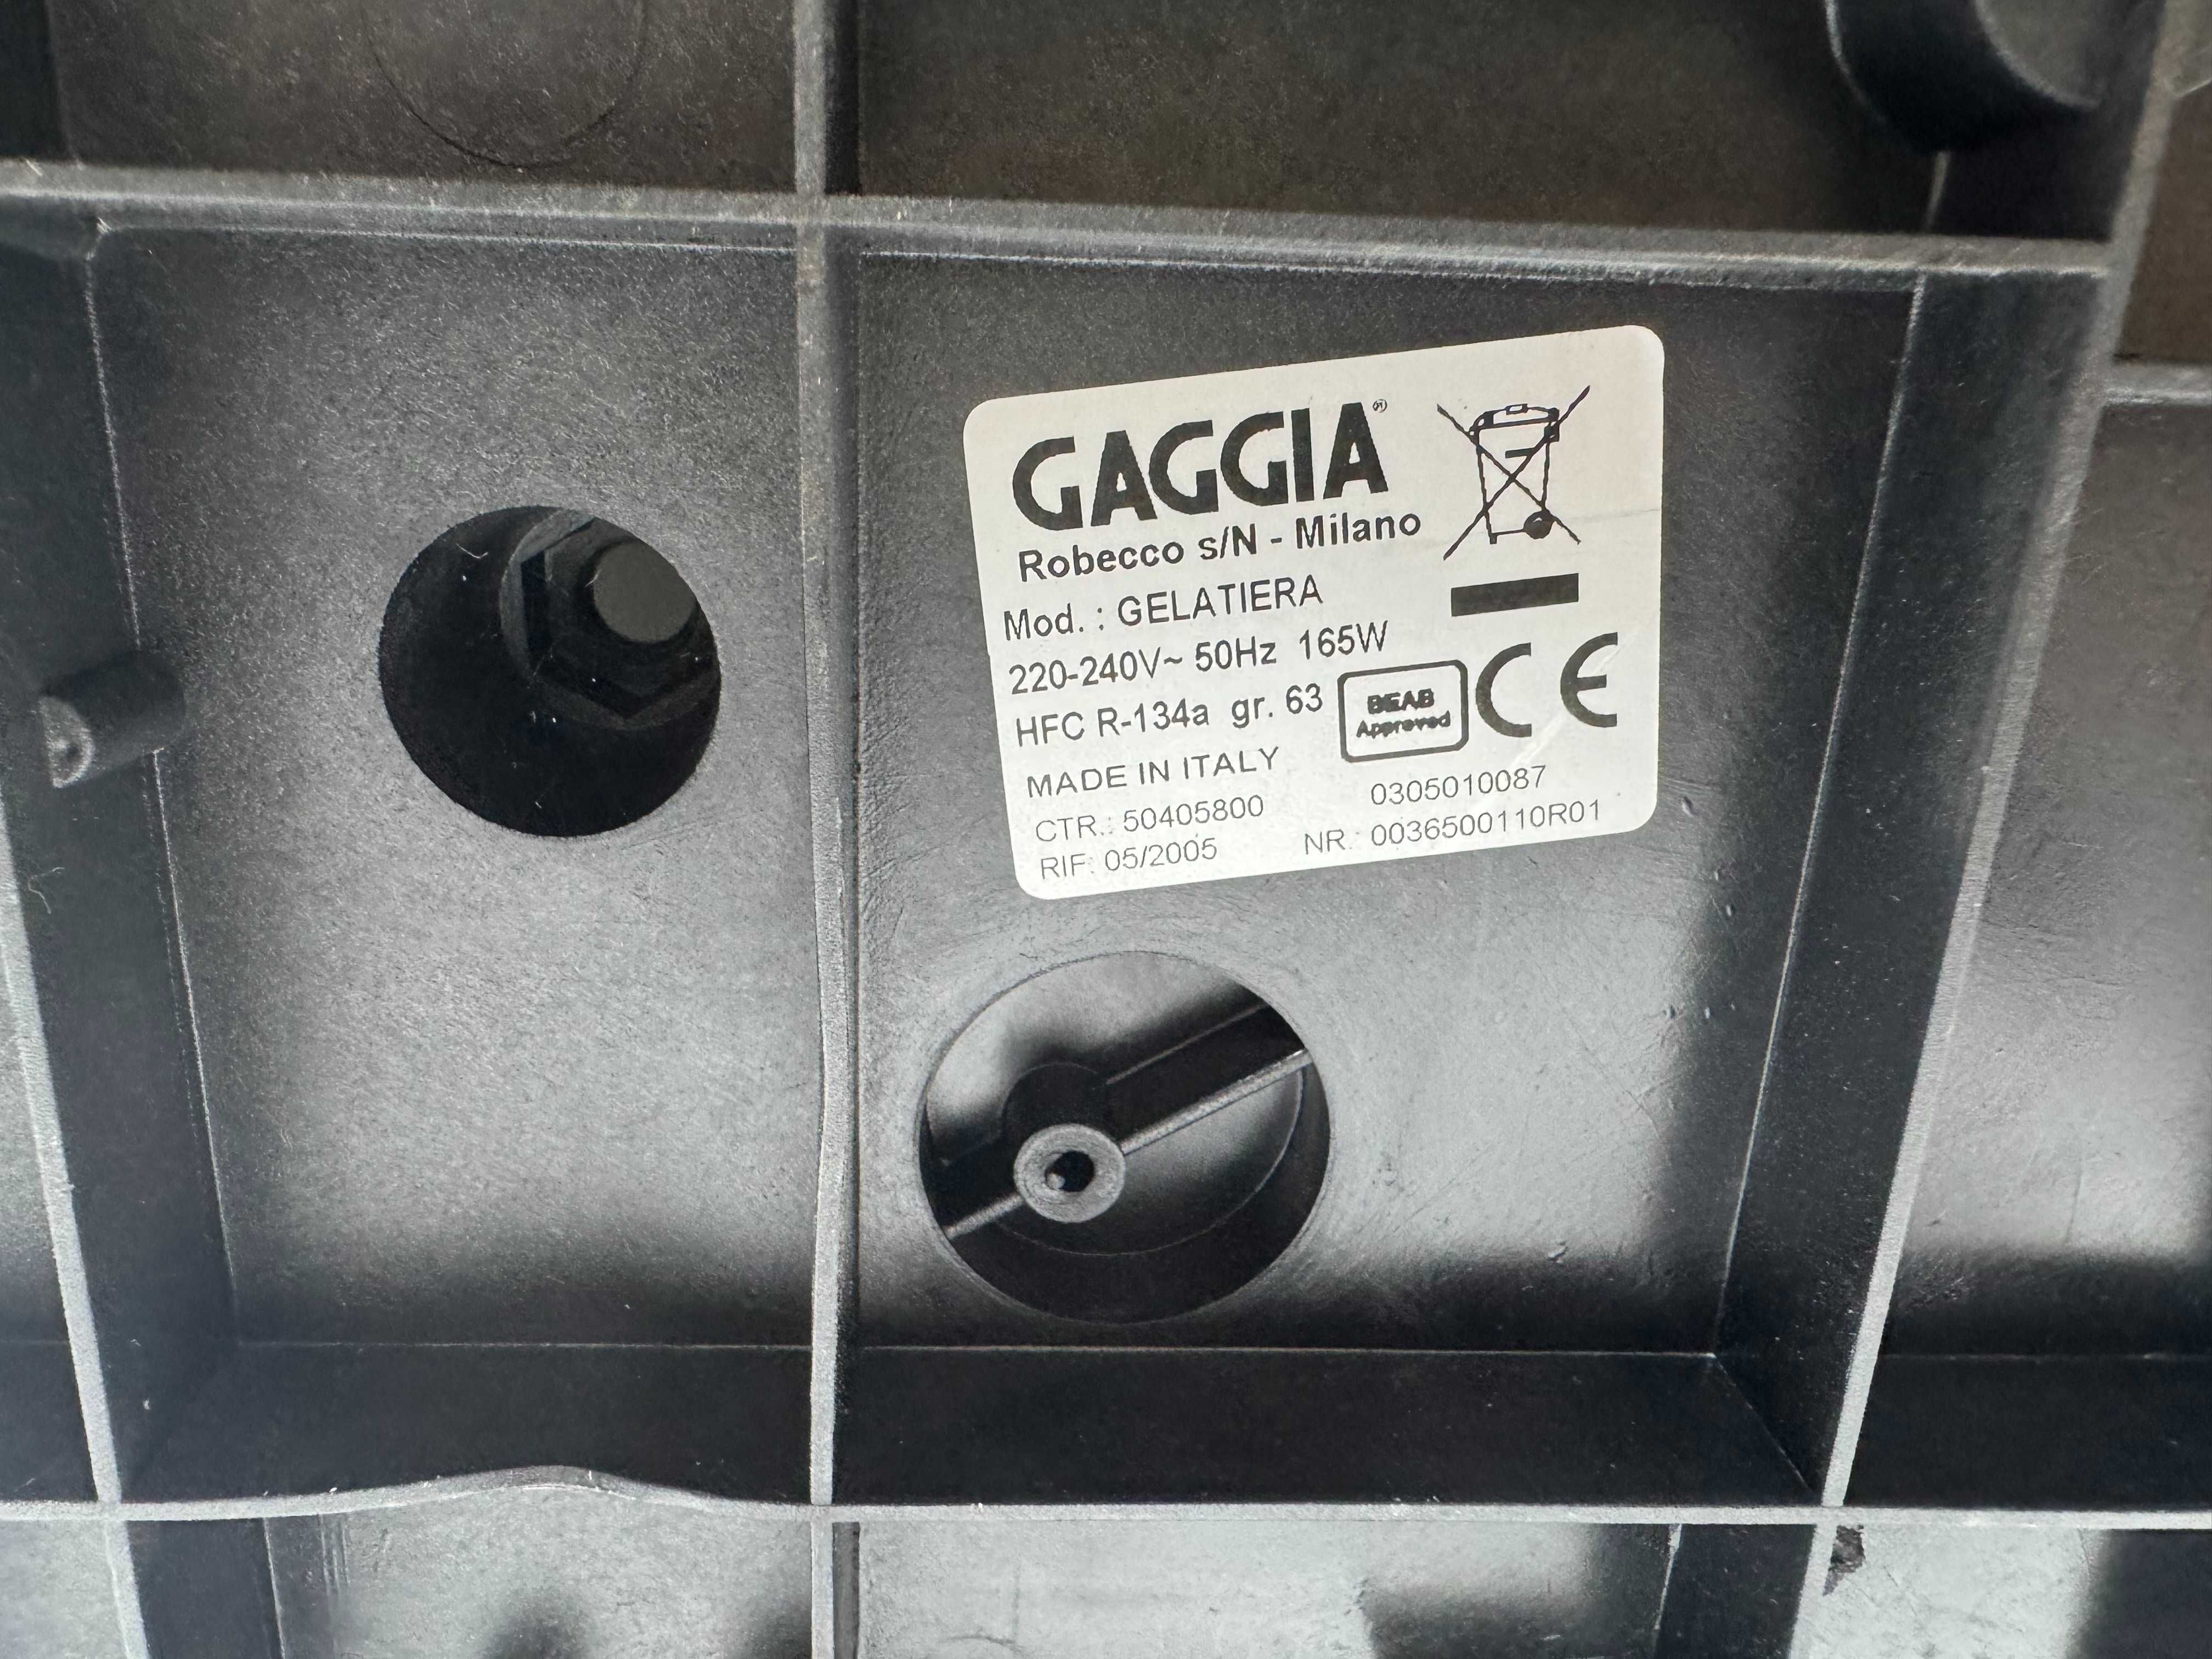 GAGGIA®
Robecco s/N - Milano
Mod. : GELATIERA
220-240V~ 50Hz 165W
HFC R-134a gr. 63
BEAB
Approved
CE
MADE IN ITALY
CTR.: 50405800 0305010087
RIF: 05/2005 NR.: 0036500110R01